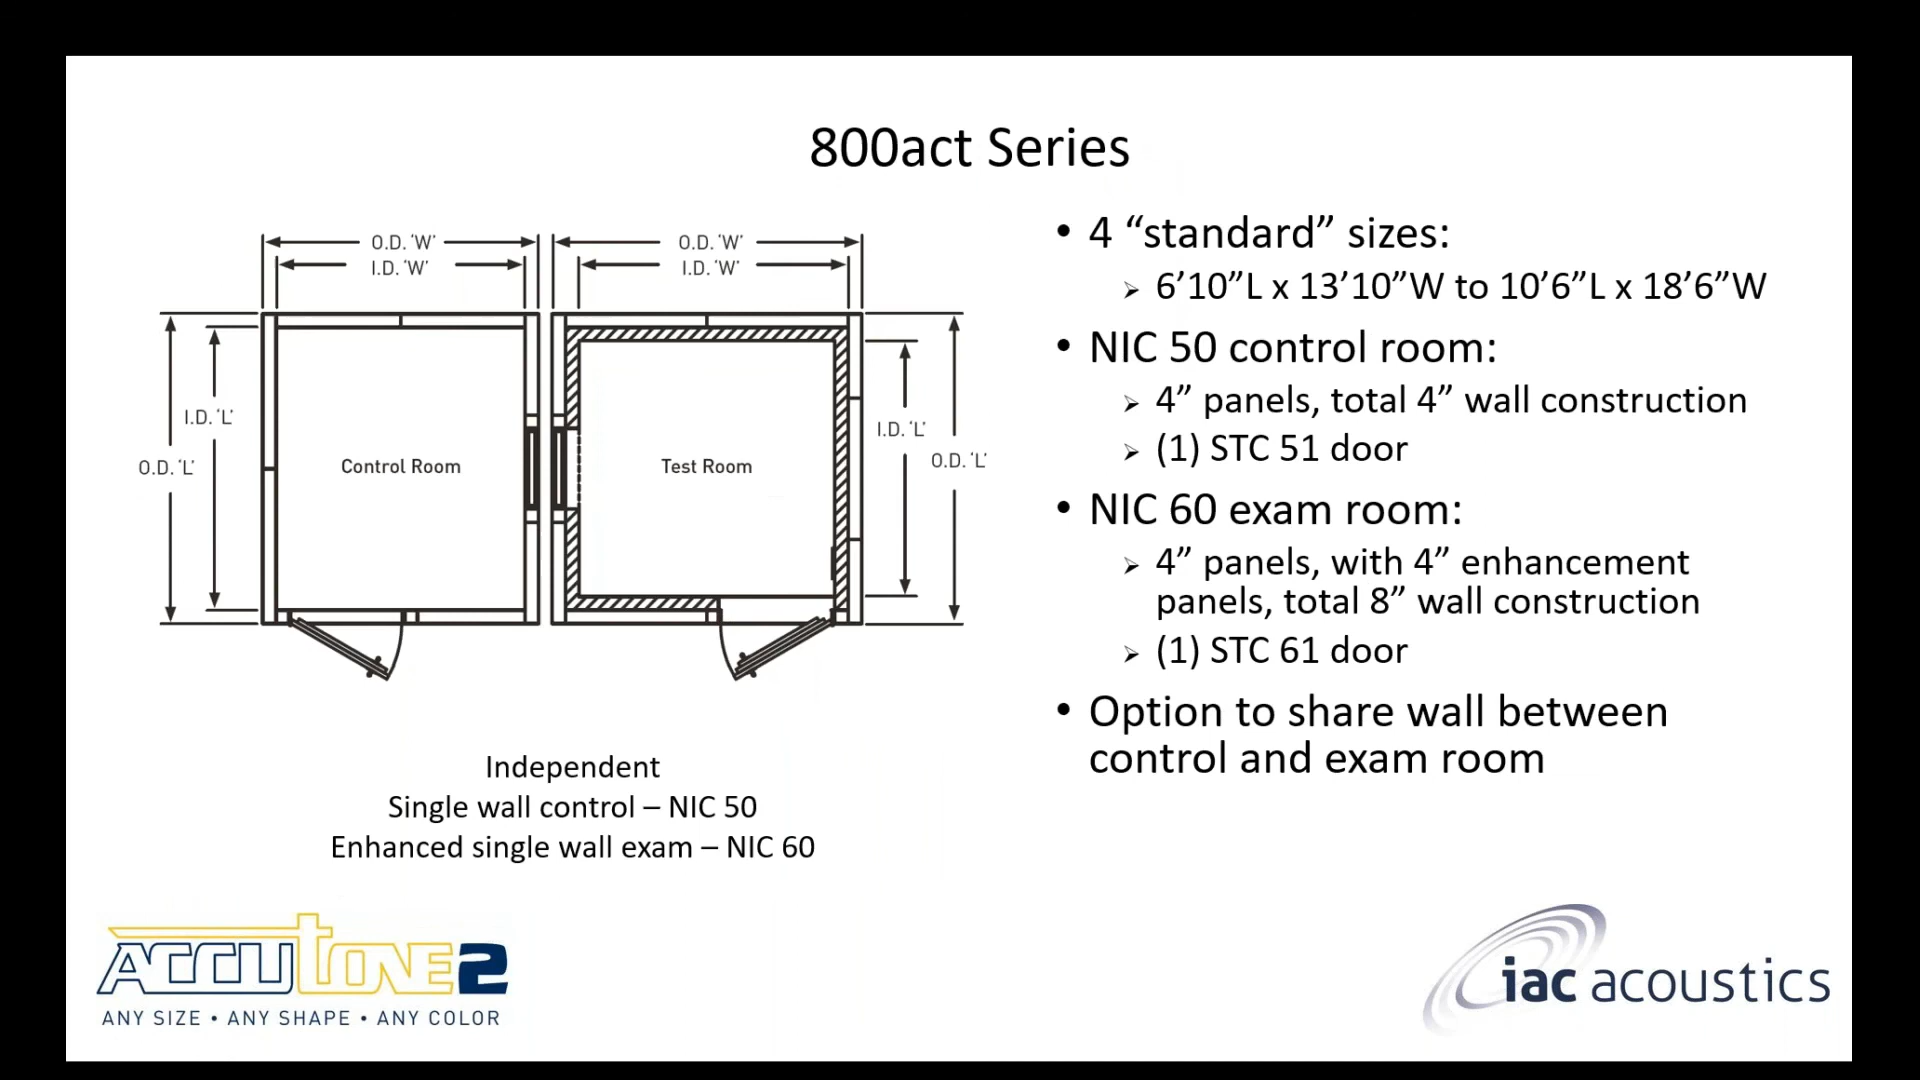 800act Series
O.D. 'W'
O.D. 'W'
I.D. 'W'
I.D. 'W'
I.D. 'L'
O.D. 'L'
Control Room
Test Room
I.D. 'L'
O.D. 'L'
Independent
Single wall control – NIC 50
Enhanced single wall exam – NIC 60
• 4 “standard” sizes:
➢ 6’10”L x 13’10”W to 10’6”L x 18’6”W
• NIC 50 control room:
➢ 4” panels, total 4” wall construction
➢ (1) STC 51 door
• NIC 60 exam room:
➢ 4” panels, with 4” enhancement
panels, total 8” wall construction
➢ (1) STC 61 door
• Option to share wall between
control and exam room
ACCUtONE2
ANY SIZE • ANY SHAPE • ANY COLOR
iac acoustics